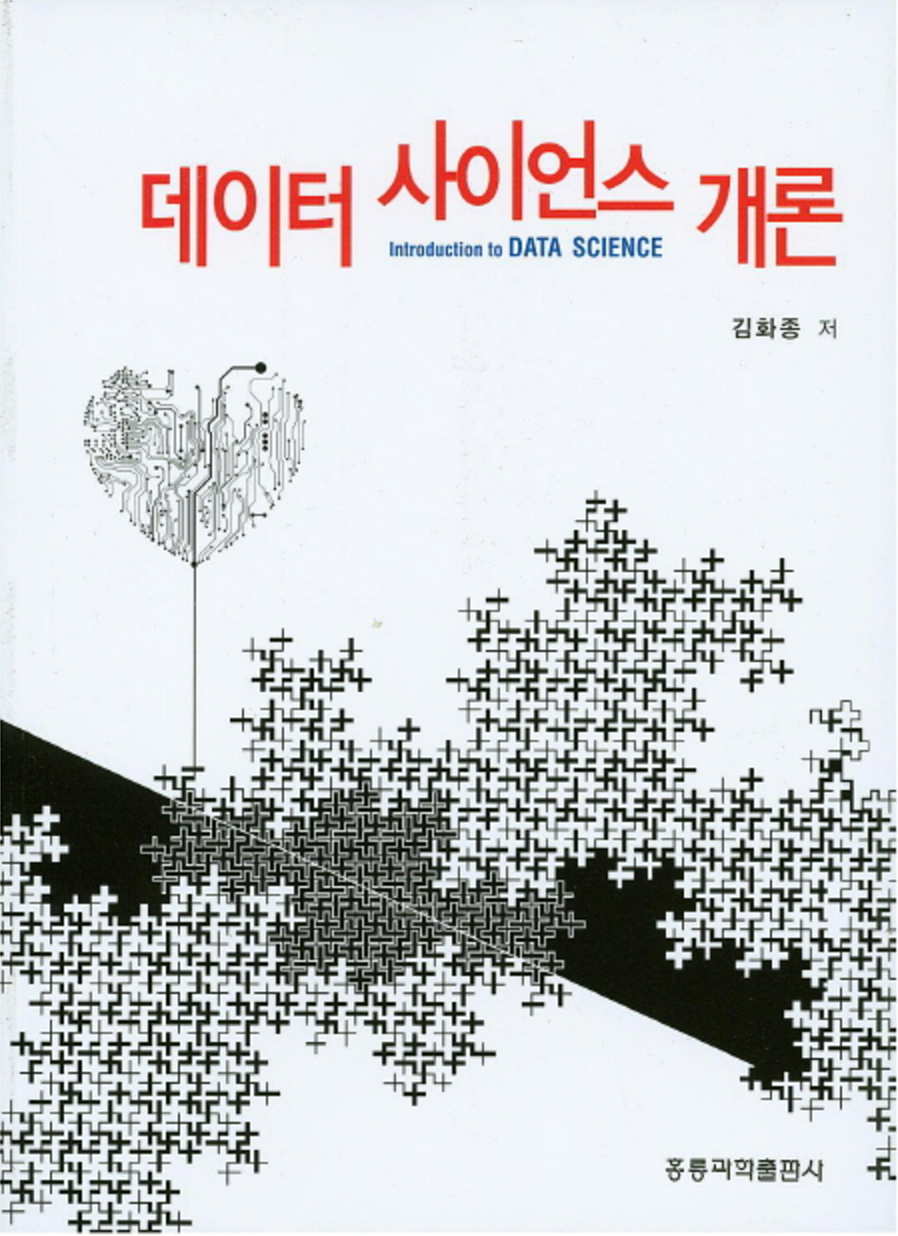 데이터 사이언스 개론
Introduction to DATA SCIENCE
김화종 저
홍릉과학출판사